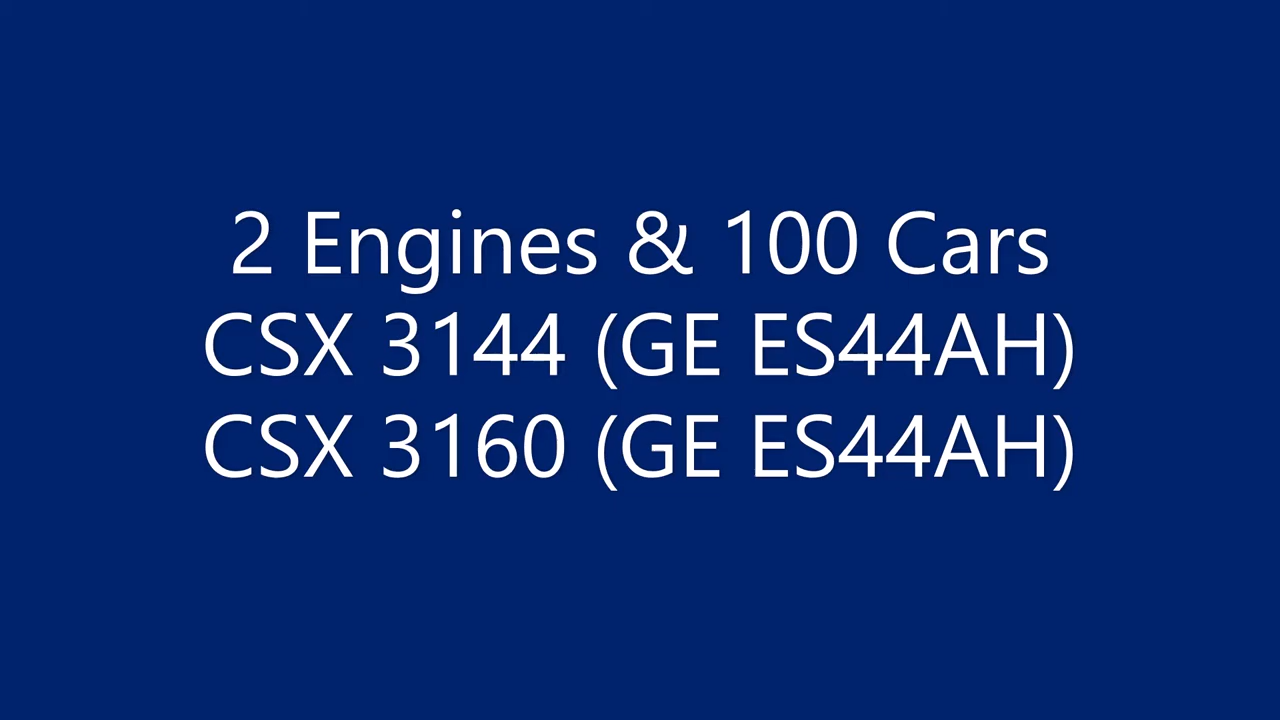 2 Engines & 100 Cars
CSX 3144 (GE ES44AH)
CSX 3160 (GE ES44AH)